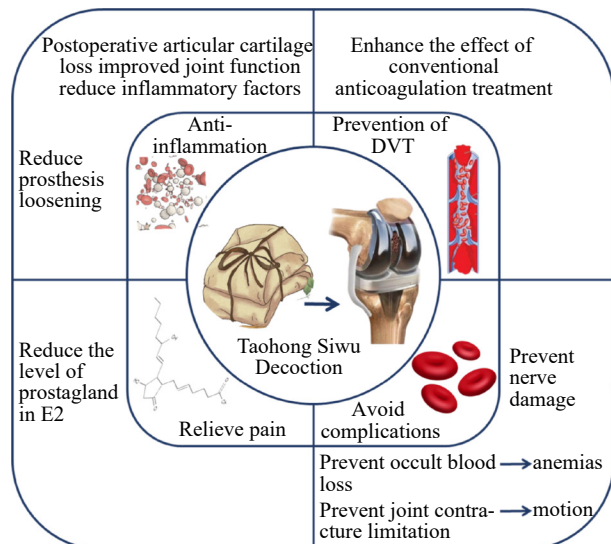 Postoperative articular cartilage
loss improved joint function
reduce inflammatory factors
Enhance the effect of
conventional
anticoagulation treatment
Anti-
inflammation
Prevention of
DVT
Reduce
prosthesis
loosening
Taohong Siwu
Decoction
Reduce the
level of
prostagland
in E2
Relieve pain
Avoid
complications
Prevent
nerve
damage
Prevent occult blood
loss
anemias
Prevent joint contra-
cture limitation
motion